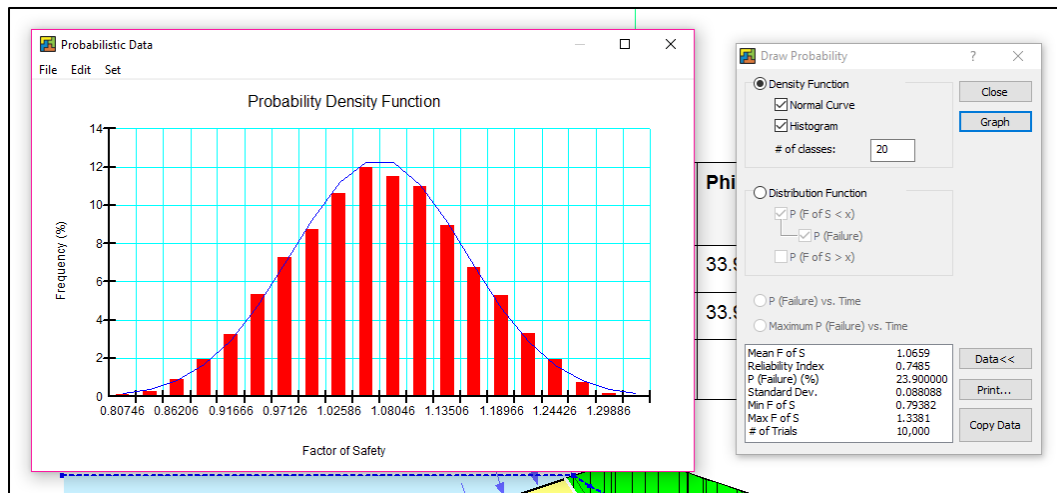 Probabilistic Data
File Edit Set
Probability Density Function
14
12
10
8
6
4
2
0
Frequency (%)
0.80746 0.86206 0.91666 0.97126 1.02586 1.08046 1.13506 1.18966 1.24426 1.29886
Factor of Safety
Phi
33.9
33.9
Draw Probability ?
Density Function
Normal Curve
Histogram
# of classes: 20
Close
Graph
Distribution Function
P (F of S < x)
P (Failure)
P (F of S > x)
P (Failure) vs. Time
Maximum P (Failure) vs. Time
Mean F of S 1.0659
Reliability Index 0.7485
P (Failure) (%) 23.900000
Standard Dev. 0.088088
Min F of S 0.79382
Max F of S 1.3381
# of Trials 10,000
Data<<
Print...
Copy Data